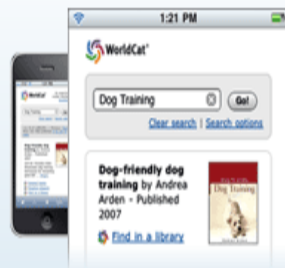 1:21 PM
WorldCat®
Dog Training
Go!
Clear search | Search options
Dog-friendly dog
training by Andrea
Arden - Published
2007
Find in a library
Dog Training